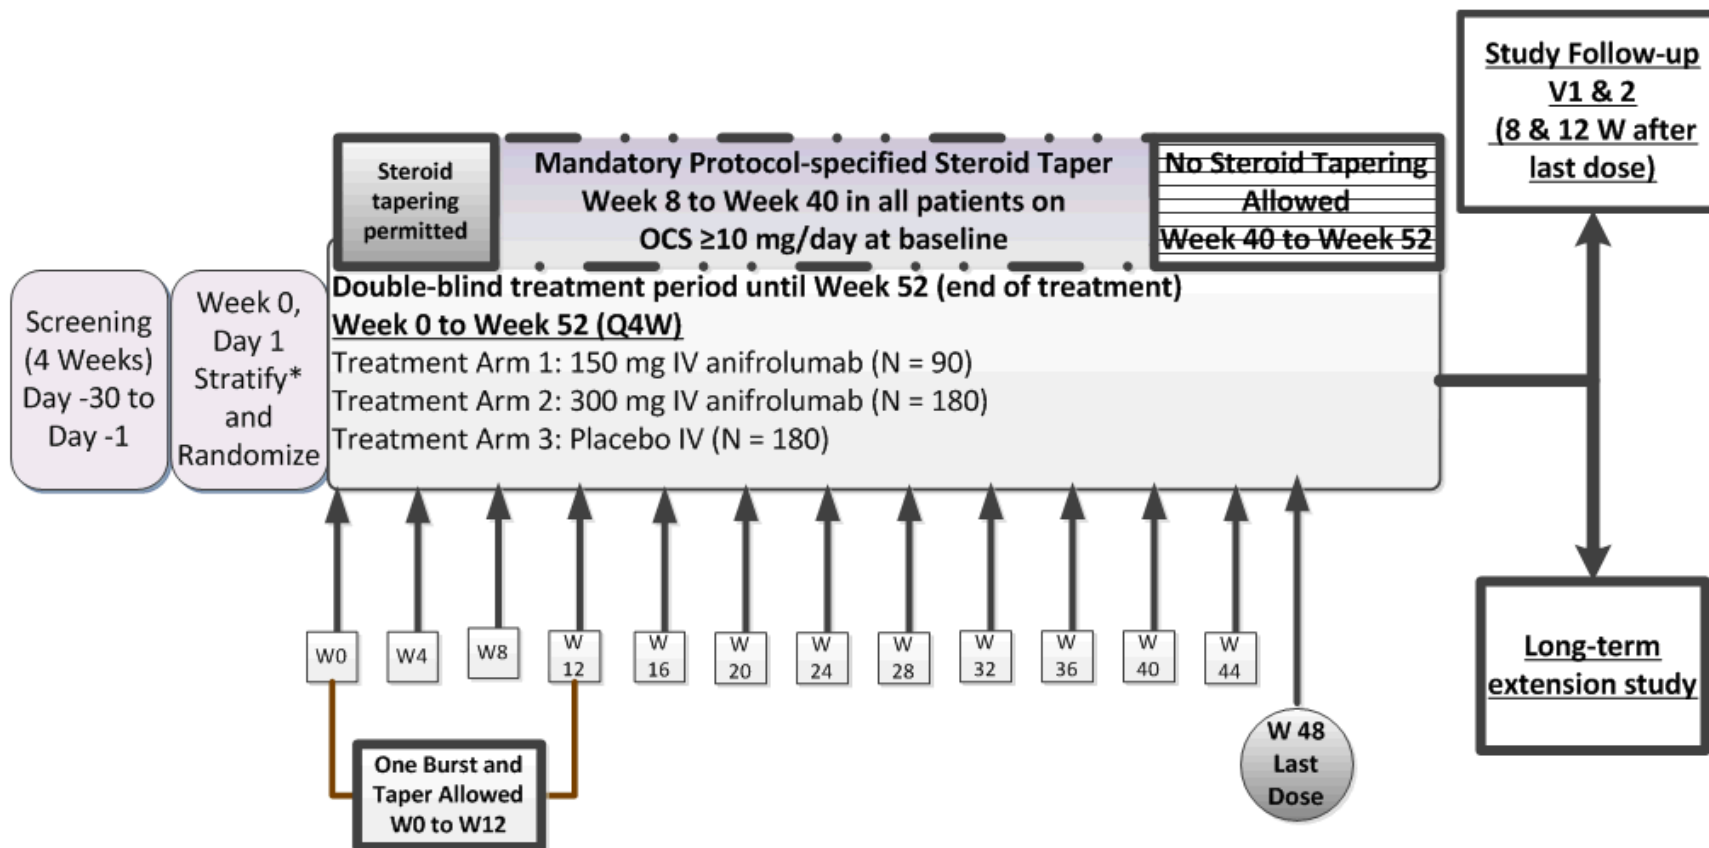 Study Follow-up
V1 & 2
(8 & 12 W after
last dose)
Steroid
tapering
permitted
Mandatory Protocol-specified Steroid Taper
Week 8 to Week 40 in all patients on
OCS ≥10 mg/day at baseline
No Steroid Tapering
Allowed
Week 40 to Week 52
Screening
(4 Weeks)
Day -30 to
Day -1
Week 0,
Day 1
Stratify*
and
Randomize
Double-blind treatment period until Week 52 (end of treatment)
Week 0 to Week 52 (Q4W)
Treatment Arm 1: 150 mg IV anifrolumab (N = 90)
Treatment Arm 2: 300 mg IV anifrolumab (N = 180)
Treatment Arm 3: Placebo IV (N = 180)
W0
W4
W8
W
12
W
16
W
20
W
24
W
28
W
32
W
36
W
40
W
44
W 48
Last
Dose
One Burst and
Taper Allowed
W0 to W12
Long-term
extension study